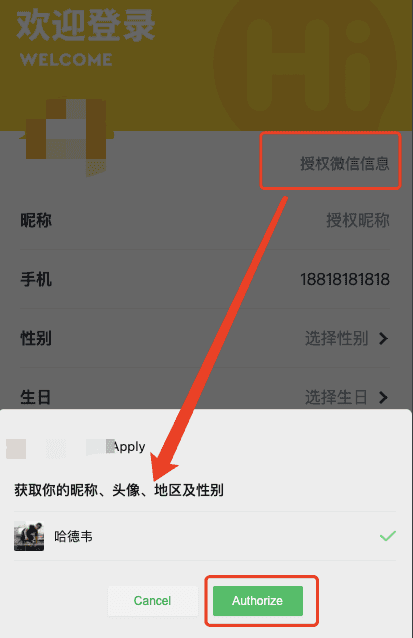 欢迎登录
WELCOME
Hi
授权微信信息
昵称 授权昵称
手机 18818181818
性别 选择性别
生日 选择生日
Apply
获取你的昵称、头像、地区及性别
哈德韦
Cancel Authorize